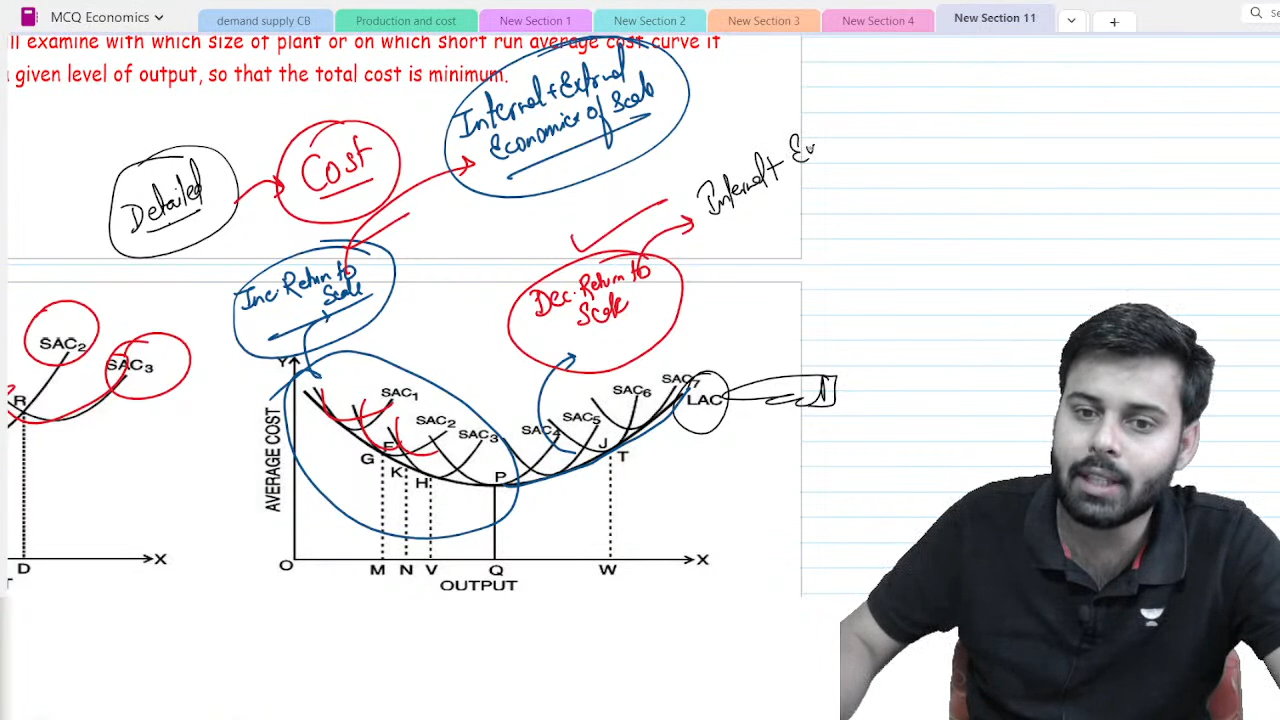 MCQ Economics
demand supply CB
Production and cost
New Section 1
New Section 2
New Section 3
New Section 4
New Section 11
+
ll examine with which size of plant or on which short run average cost curve it
given level of output, so that the total cost is minimum.
Internal + External
Economics of Scale
Detailed
Cost
Internal + Ex
Inc. Return to
Scale
Dec. Return to
Scale
SAC2
SAC3
R
D
X
Y
AVERAGE COST
SAC1
SAC2
SAC3
SAC4
SAC5
SAC6
SAC7
LAC
G
F
K
H
P
J
T
O
M
N
V
Q
W
X
OUTPUT